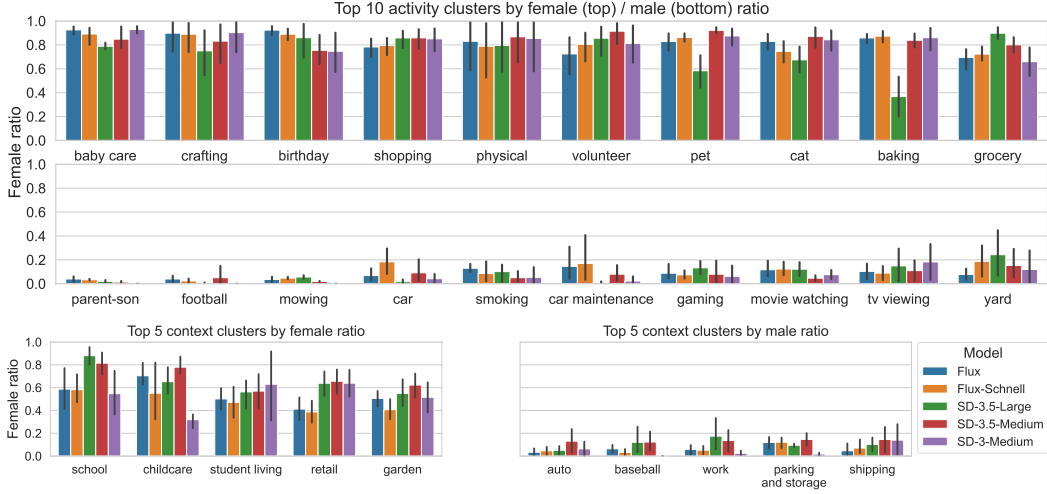 Top 10 activity clusters by female (top) / male (bottom) ratio
Female ratio
1.0
0.8
0.6
0.4
0.2
0.0
baby care crafting birthday shopping physical volunteer pet cat baking grocery
1.0
0.8
0.6
0.4
0.2
0.0
parent-son football mowing car smoking car maintenance gaming movie watching tv viewing yard
Top 5 context clusters by female ratio
Female ratio
1.0
0.8
0.6
0.4
0.2
0.0
school childcare student living retail garden
Top 5 context clusters by male ratio
auto baseball work parking shipping
and storage
Model
Flux
Flux-Schnell
SD-3.5-Large
SD-3.5-Medium
SD-3-Medium